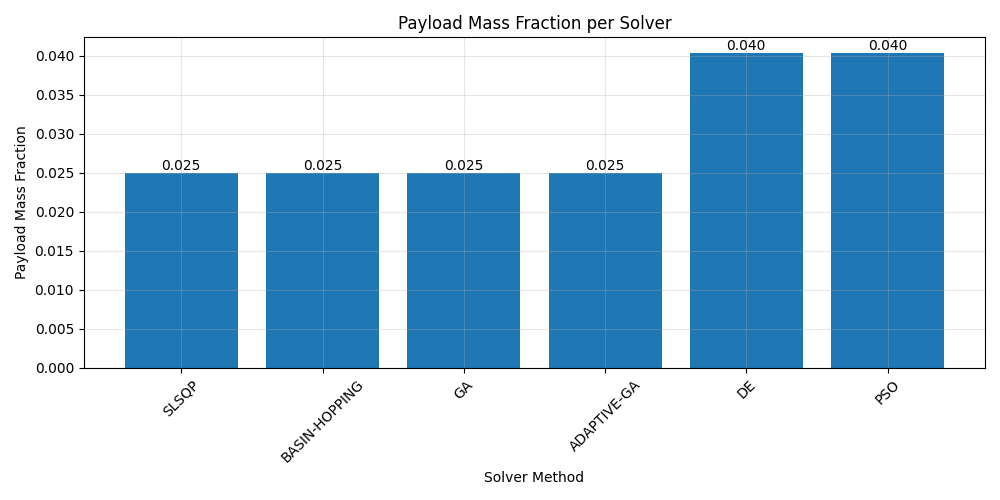 Payload Mass Fraction per Solver
Payload Mass Fraction
0.040
0.035
0.030
0.025
0.020
0.015
0.010
0.005
0.000
0.025
0.025
0.025
0.025
0.040
0.040
SLSQP
BASIN-HOPPING
GA
ADAPTIVE-GA
DE
PSO
Solver Method